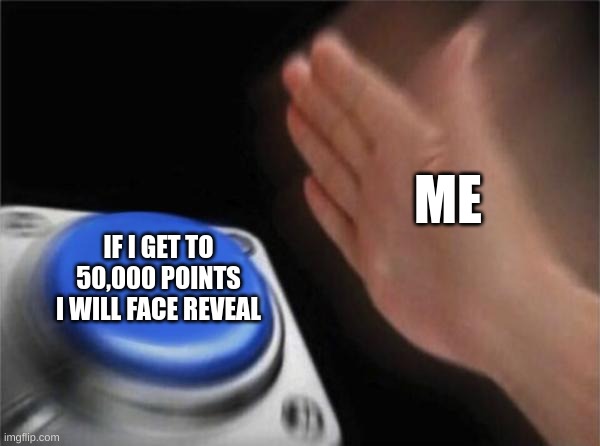 ME
IF I GET TO
50,000 POINTS
I WILL FACE REVEAL
imgflip.com